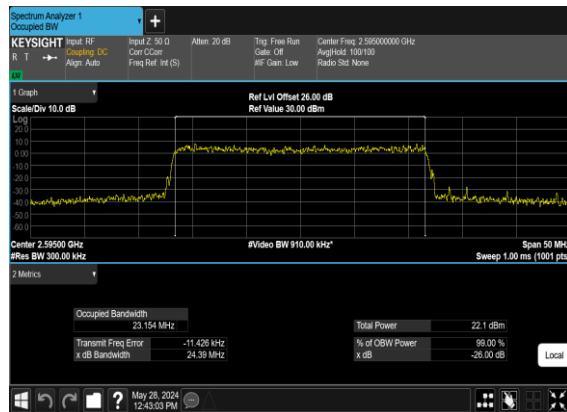 Spectrum Analyzer 1
Occupied BW
+
KEYSIGHT Input: RF Input Z: 50 Ω Atten: 20 dB Trig: Free Run Center Freq: 2.595000000 GHz
R T Coupling: DC Corr CCorr Gate: Off Avg|Hold: 100/100
Align: Auto Freq Ref: Int (S) #IF Gain: Low Radio Std: None
LXI
1 Graph
Ref Lvl Offset 26.00 dB
Scale/Div 10.0 dB Ref Value 30.00 dBm
Log
20.0
10.0
0.00
-10.0
-20.0
-30.0
-40.0
-50.0
-60.0
Center 2.59500 GHz #Video BW 910.00 kHz* Span 50 MHz
#Res BW 300.00 kHz Sweep 1.00 ms (1001 pts)
2 Metrics
Occupied Bandwidth
23.154 MHz Total Power 22.1 dBm
Transmit Freq Error -11.426 kHz % of OBW Power 99.00 %
x dB Bandwidth 24.39 MHz x dB -26.00 dB
Local
? May 28, 2024
12:43:03 PM